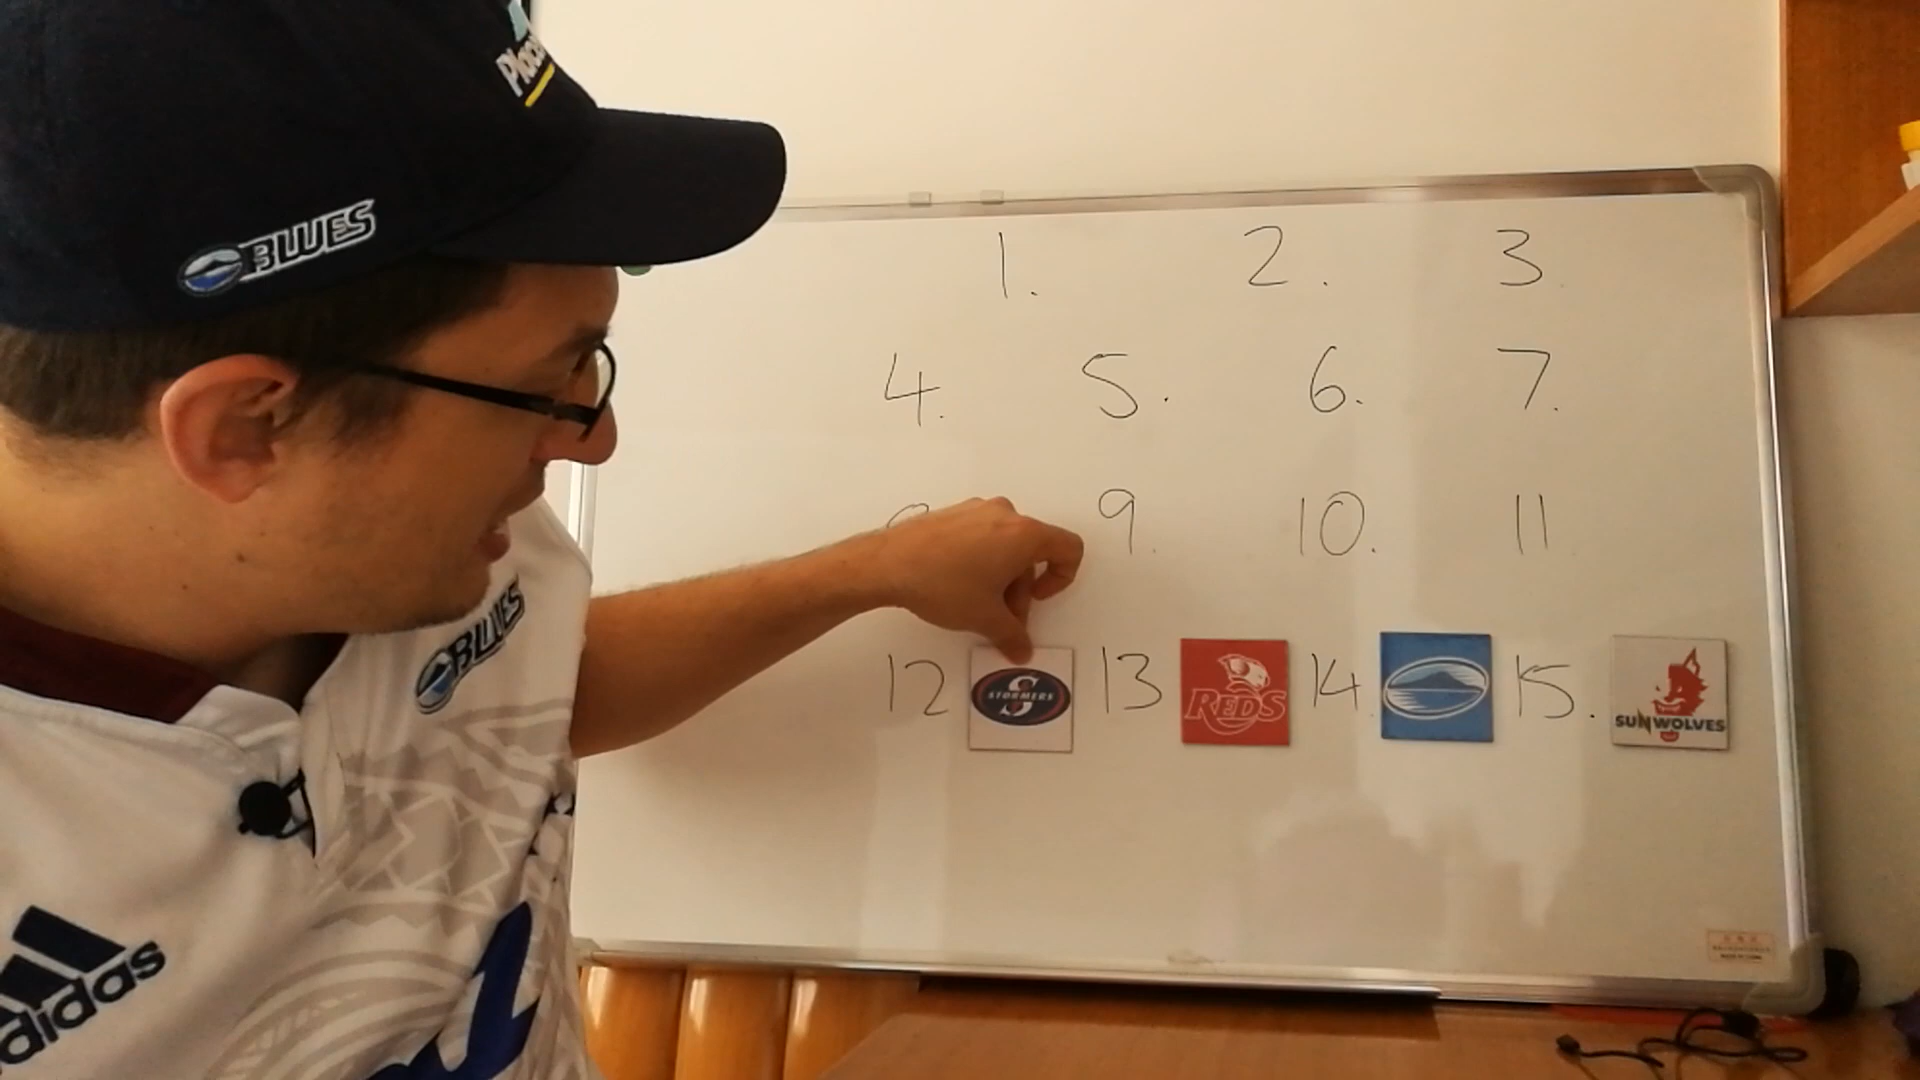 BLUES
1. 2. 3.
4. 5. 6. 7.
9. 10. 11
12 STORMERS 13 REDS 14. 15. SUNWOLVES
BLUES
adidas